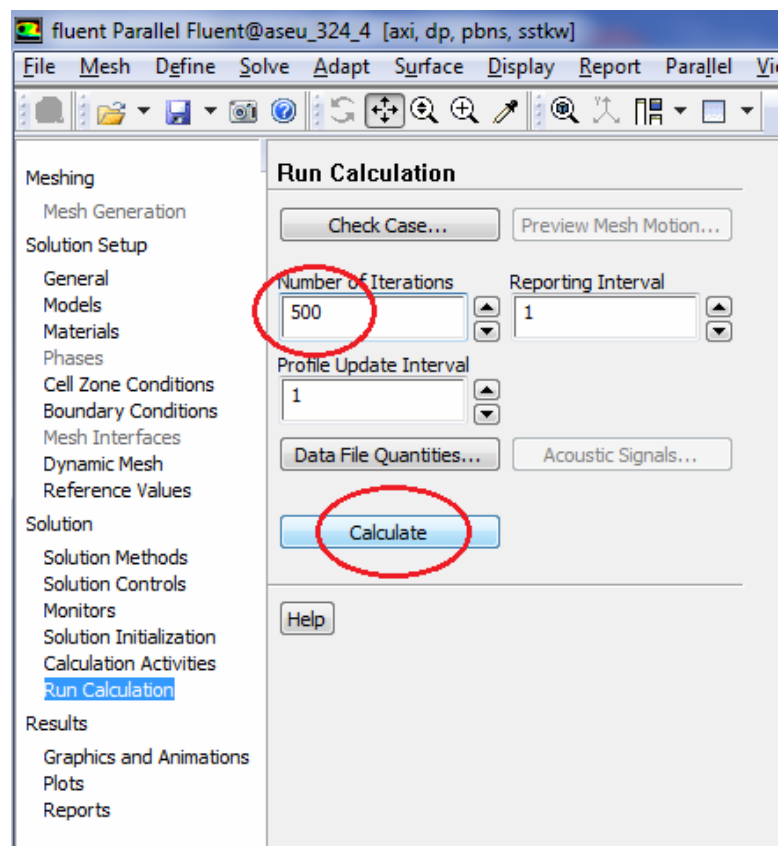 fluent Parallel Fluent@aseu_324_4 [axi, dp, pbns, sstkw]
File Mesh Define Solve Adapt Surface Display Report Parallel
Meshing
Mesh Generation
Solution Setup
General
Models
Materials
Phases
Cell Zone Conditions
Boundary Conditions
Mesh Interfaces
Dynamic Mesh
Reference Values
Solution
Solution Methods
Solution Controls
Monitors
Solution Initialization
Calculation Activities
Run Calculation
Results
Graphics and Animations
Plots
Reports
Run Calculation
Check Case... Preview Mesh Motion...
Number of Iterations Reporting Interval
500 1
Profile Update Interval
1
Data File Quantities... Acoustic Signals...
Calculate
Help